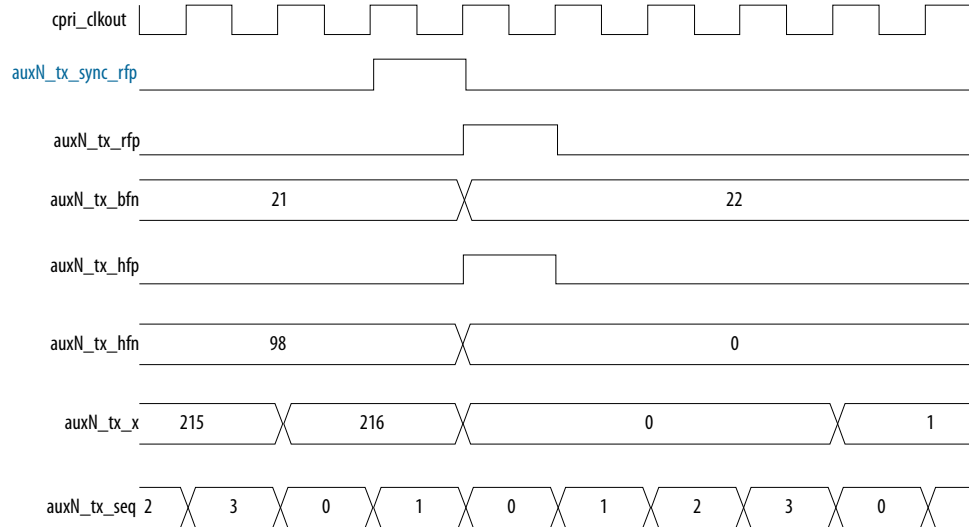 cpri_clkout
auxN_tx_sync_rfp
auxN_tx_rfp
auxN_tx_bfn 21 22
auxN_tx_hfp
auxN_tx_hfn 98 0
auxN_tx_x 215 216 0 1
auxN_tx_seq 2 3 0 1 0 1 2 3 0